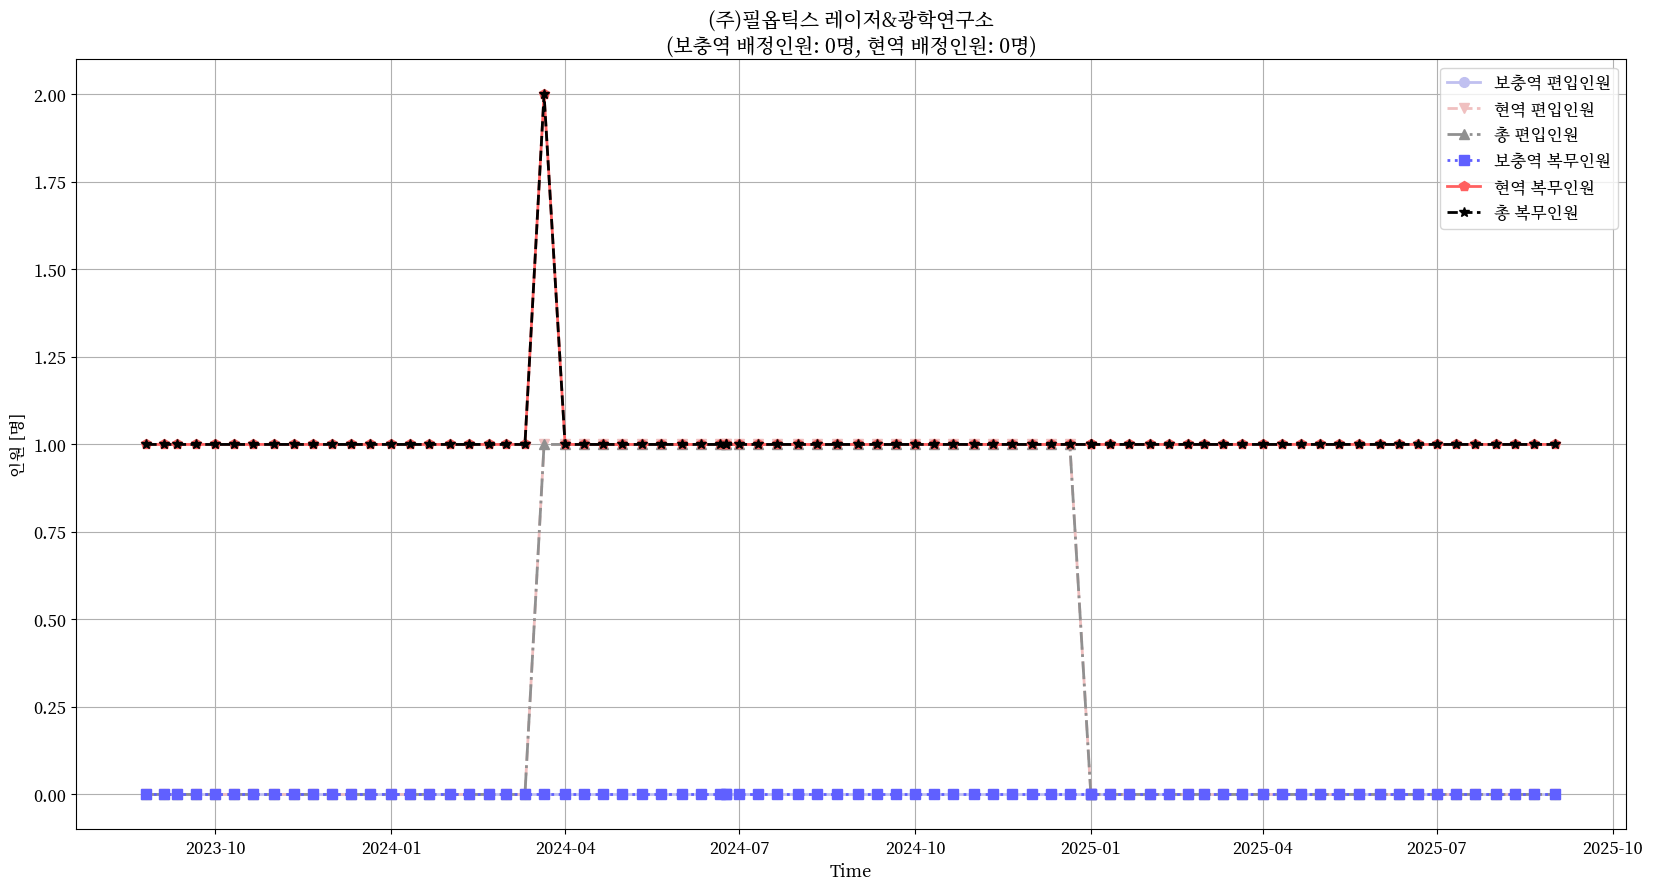 (주)필옵틱스 레이저&광학연구소
(보충역 배정인원: 0명, 현역 배정인원: 0명)
보충역 편입인원
현역 편입인원
총 편입인원
보충역 복무인원
현역 복무인원
총 복무인원
2.00
1.75
1.50
1.25
1.00
0.75
0.50
0.25
0.00
인원 [명]
2023-10
2024-01
2024-04
2024-07
2024-10
2025-01
2025-04
2025-07
2025-10
Time